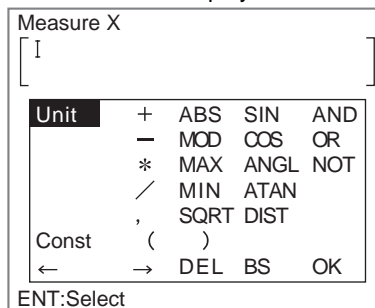 Measure X
[I ]
Unit + ABS SIN AND
− MOD COS OR
* MAX ANGL NOT
／ MIN ATAN
, SQRT DIST
Const ( )
← → DEL BS OK
ENT:Select